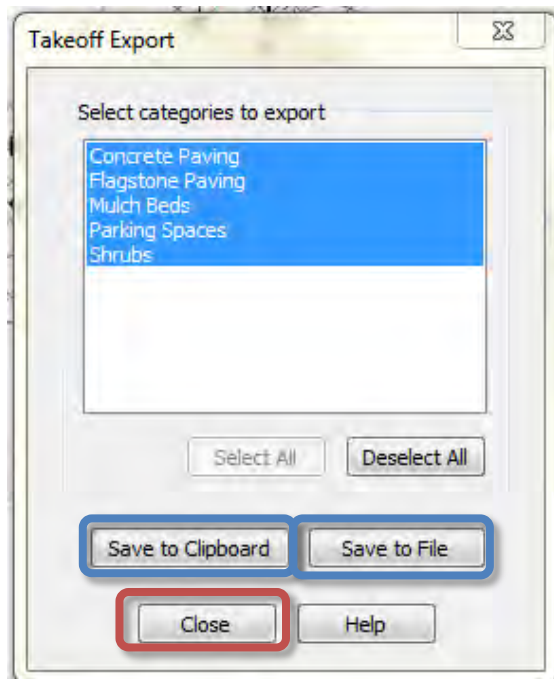 Takeoff Export
Select categories to export
Concrete Paving
Flagstone Paving
Mulch Beds
Parking Spaces
Shrubs
Select All Deselect All
Save to Clipboard Save to File
Close Help